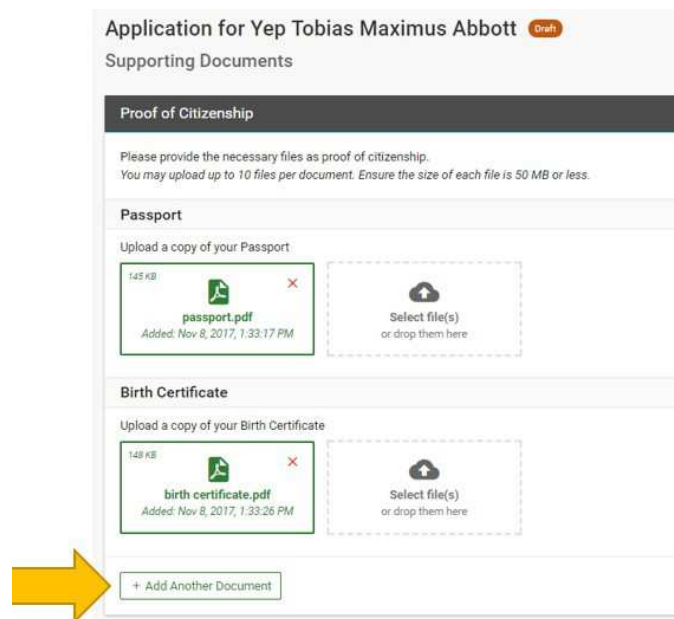 Application for Yep Tobias Maximus Abbott Draft
Supporting Documents
Proof of Citizenship
Please provide the necessary files as proof of citizenship.
You may upload up to 10 files per document. Ensure the size of each file is 50 MB or less.
Passport
Upload a copy of your Passport
145 KB
passport.pdf
Added: Nov 8, 2017, 1:33:17 PM
Select file(s)
or drop them here
Birth Certificate
Upload a copy of your Birth Certificate
148 KB
birth certificate.pdf
Added: Nov 8, 2017, 1:33:26 PM
Select file(s)
or drop them here
+ Add Another Document